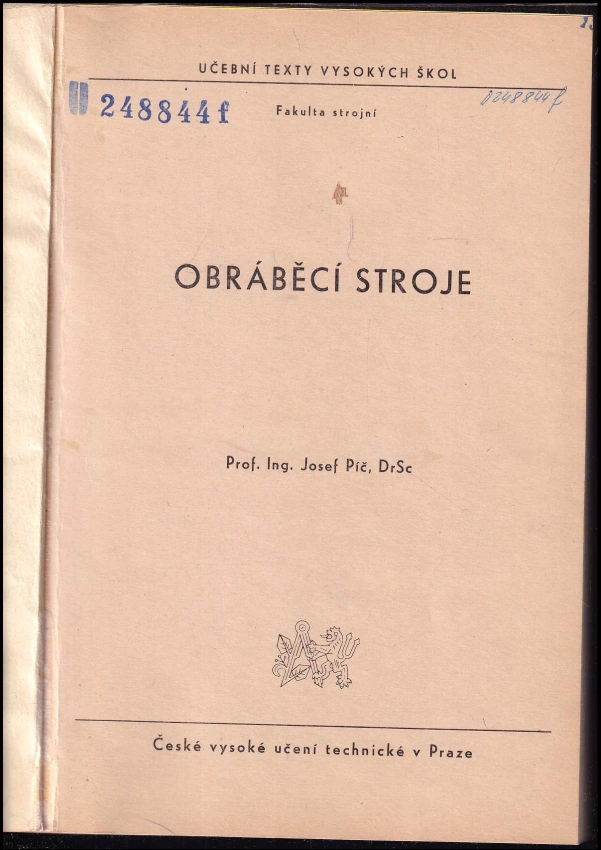 UČEBNÍ TEXTY VYSOKÝCH ŠKOL
248844f
0248844f
Fakulta strojní
OBRÁBĚCÍ STROJE
Prof. Ing. Josef Píč, DrSc
České vysoké učení technické v Praze